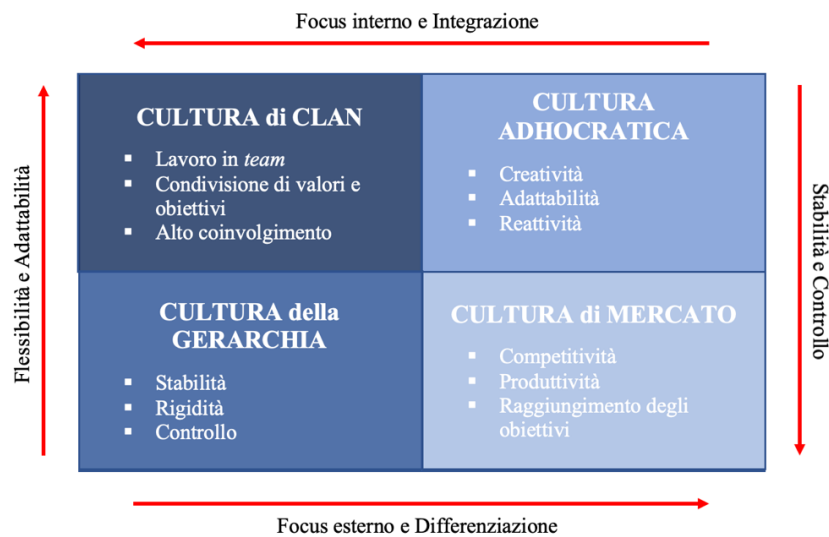 Focus interno e Integrazione
Flessibilità e Adattabilità
CULTURA di CLAN
▪ Lavoro in team
▪ Condivisione di valori e
obiettivi
▪ Alto coinvolgimento
CULTURA
ADHOCRATICA
▪ Creatività
▪ Adattabilità
▪ Reattività
Stabilità e Controllo
CULTURA della
GERARCHIA
▪ Stabilità
▪ Rigidità
▪ Controllo
CULTURA di MERCATO
▪ Competitività
▪ Produttività
▪ Raggiungimento degli
obiettivi
Focus esterno e Differenziazione